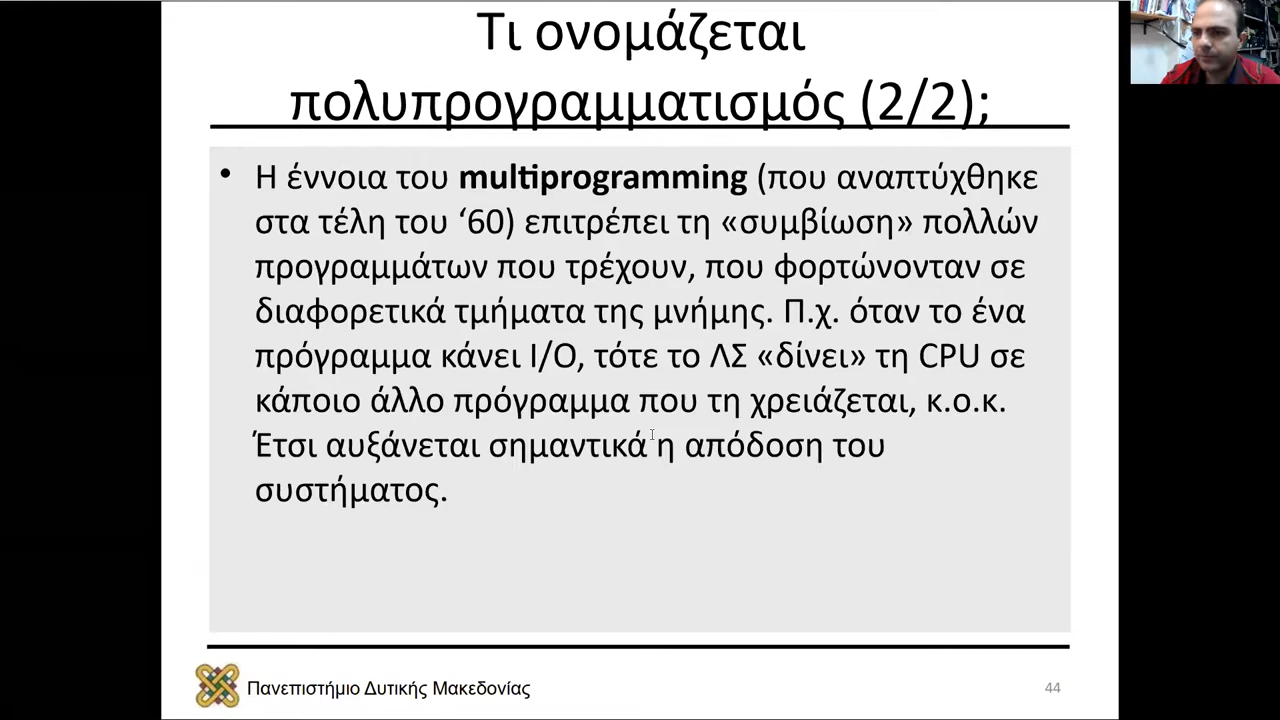 Τι ονομάζεται
πολυπρογραμματισμός (2/2);
• Η έννοια του multiprogramming (που αναπτύχθηκε
στα τέλη του ‘60) επιτρέπει τη «συμβίωση» πολλών
προγραμμάτων που τρέχουν, που φορτώνονταν σε
διαφορετικά τμήματα της μνήμης. Π.χ. όταν το ένα
πρόγραμμα κάνει I/O, τότε το ΛΣ «δίνει» τη CPU σε
κάποιο άλλο πρόγραμμα που τη χρειάζεται, κ.ο.κ.
Έτσι αυξάνεται σημαντικά η απόδοση του
συστήματος.
Πανεπιστήμιο Δυτικής Μακεδονίας
44